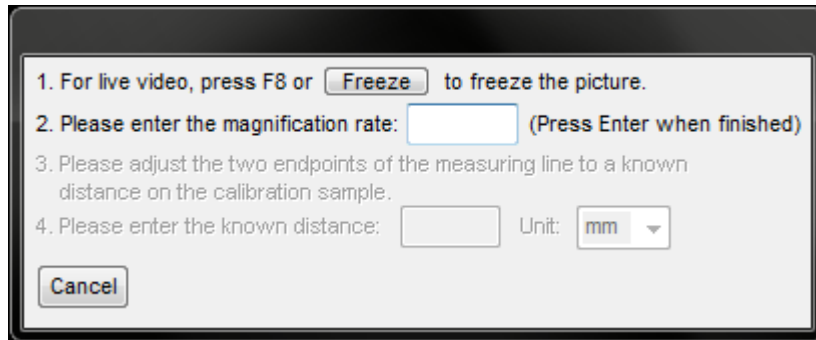 1. For live video, press F8 or Freeze to freeze the picture.
2. Please enter the magnification rate: (Press Enter when finished)
3. Please adjust the two endpoints of the measuring line to a known
distance on the calibration sample.
4. Please enter the known distance: Unit: mm
Cancel